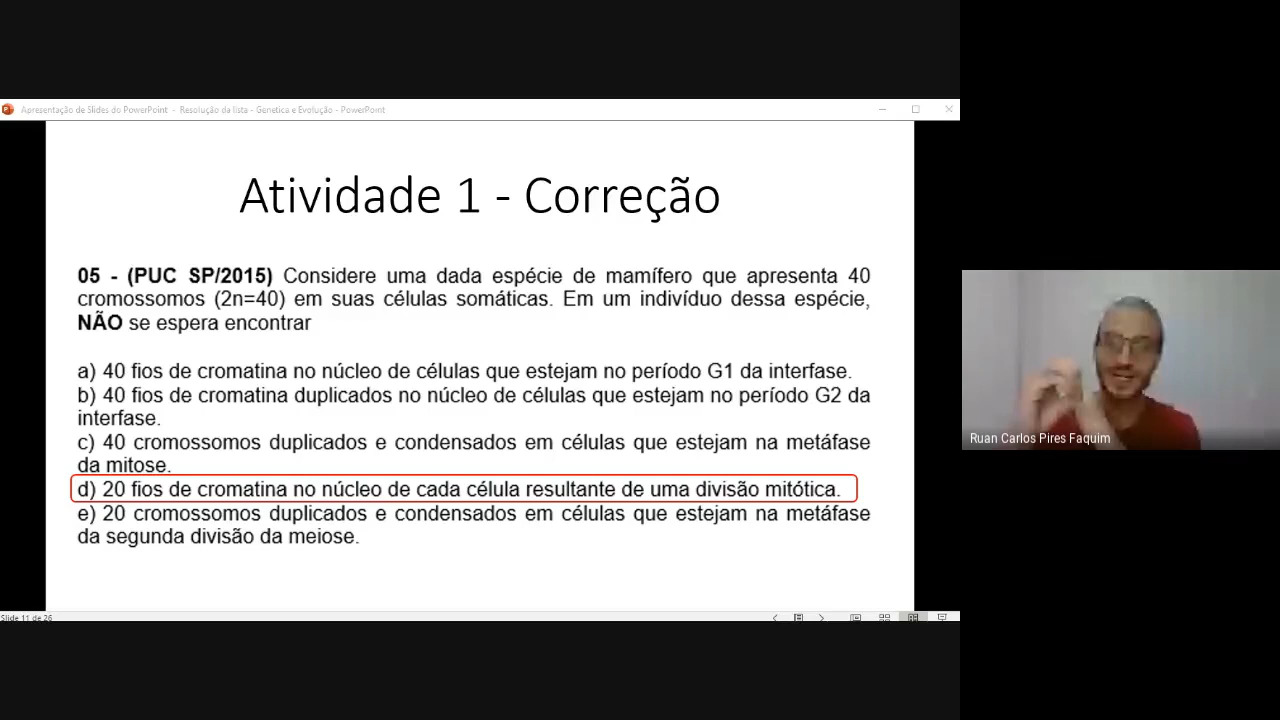 Apresentação de Slides do PowerPoint - Resolução da lista - Genetica e Evolução - PowerPoint
Atividade 1 - Correção
05 - (PUC SP/2015) Considere uma dada espécie de mamífero que apresenta 40
cromossomos (2n=40) em suas células somáticas. Em um indivíduo dessa espécie,
NÃO se espera encontrar
a) 40 fios de cromatina no núcleo de células que estejam no período G1 da interfase.
b) 40 fios de cromatina duplicados no núcleo de células que estejam no período G2 da
interfase.
c) 40 cromossomos duplicados e condensados em células que estejam na metáfase
da mitose.
d) 20 fios de cromatina no núcleo de cada célula resultante de uma divisão mitótica.
e) 20 cromossomos duplicados e condensados em células que estejam na metáfase
da segunda divisão da meiose.
Ruan Carlos Pires Faquim
Slide 11 de 26